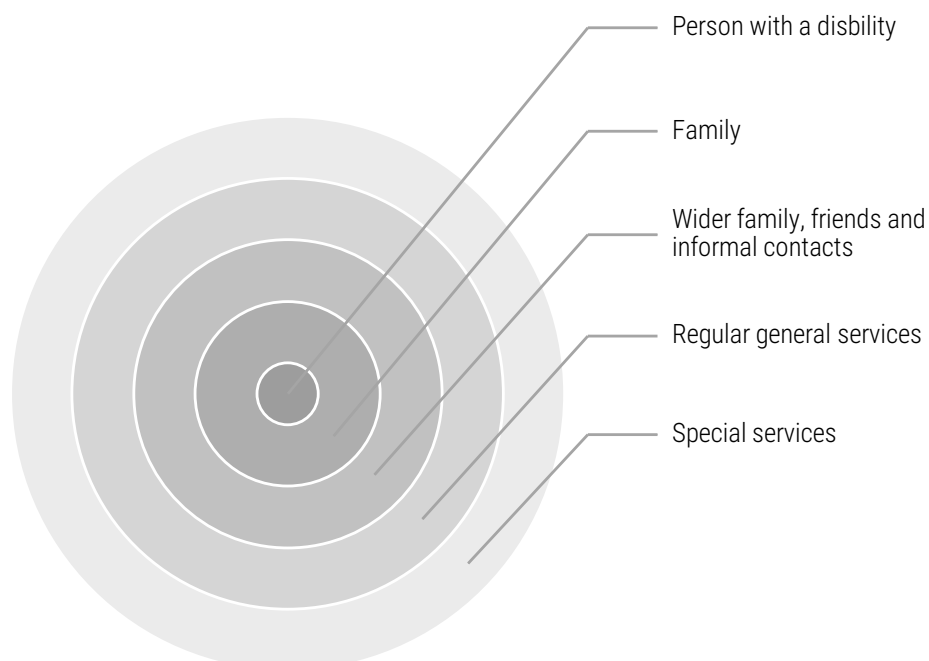 Person with a disbility
Family
Wider family, friends and
informal contacts
Regular general services
Special services